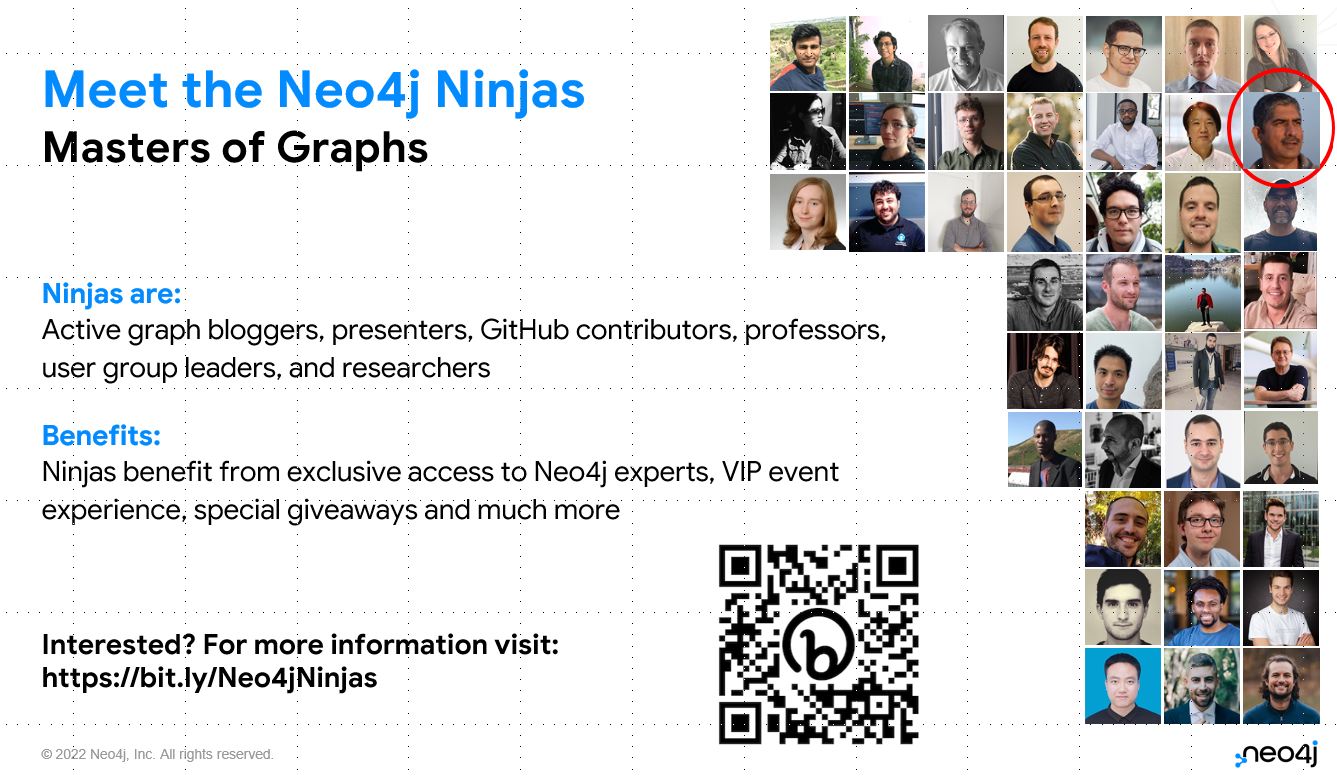 Meet the Neo4j Ninjas
Masters of Graphs
Ninjas are:
Active graph bloggers, presenters, GitHub contributors, professors,
user group leaders, and researchers
Benefits:
Ninjas benefit from exclusive access to Neo4j experts, VIP event
experience, special giveaways and much more
Interested? For more information visit:
https://bit.ly/Neo4jNinjas
b
© 2022 Neo4j, Inc. All rights reserved.
neo4j